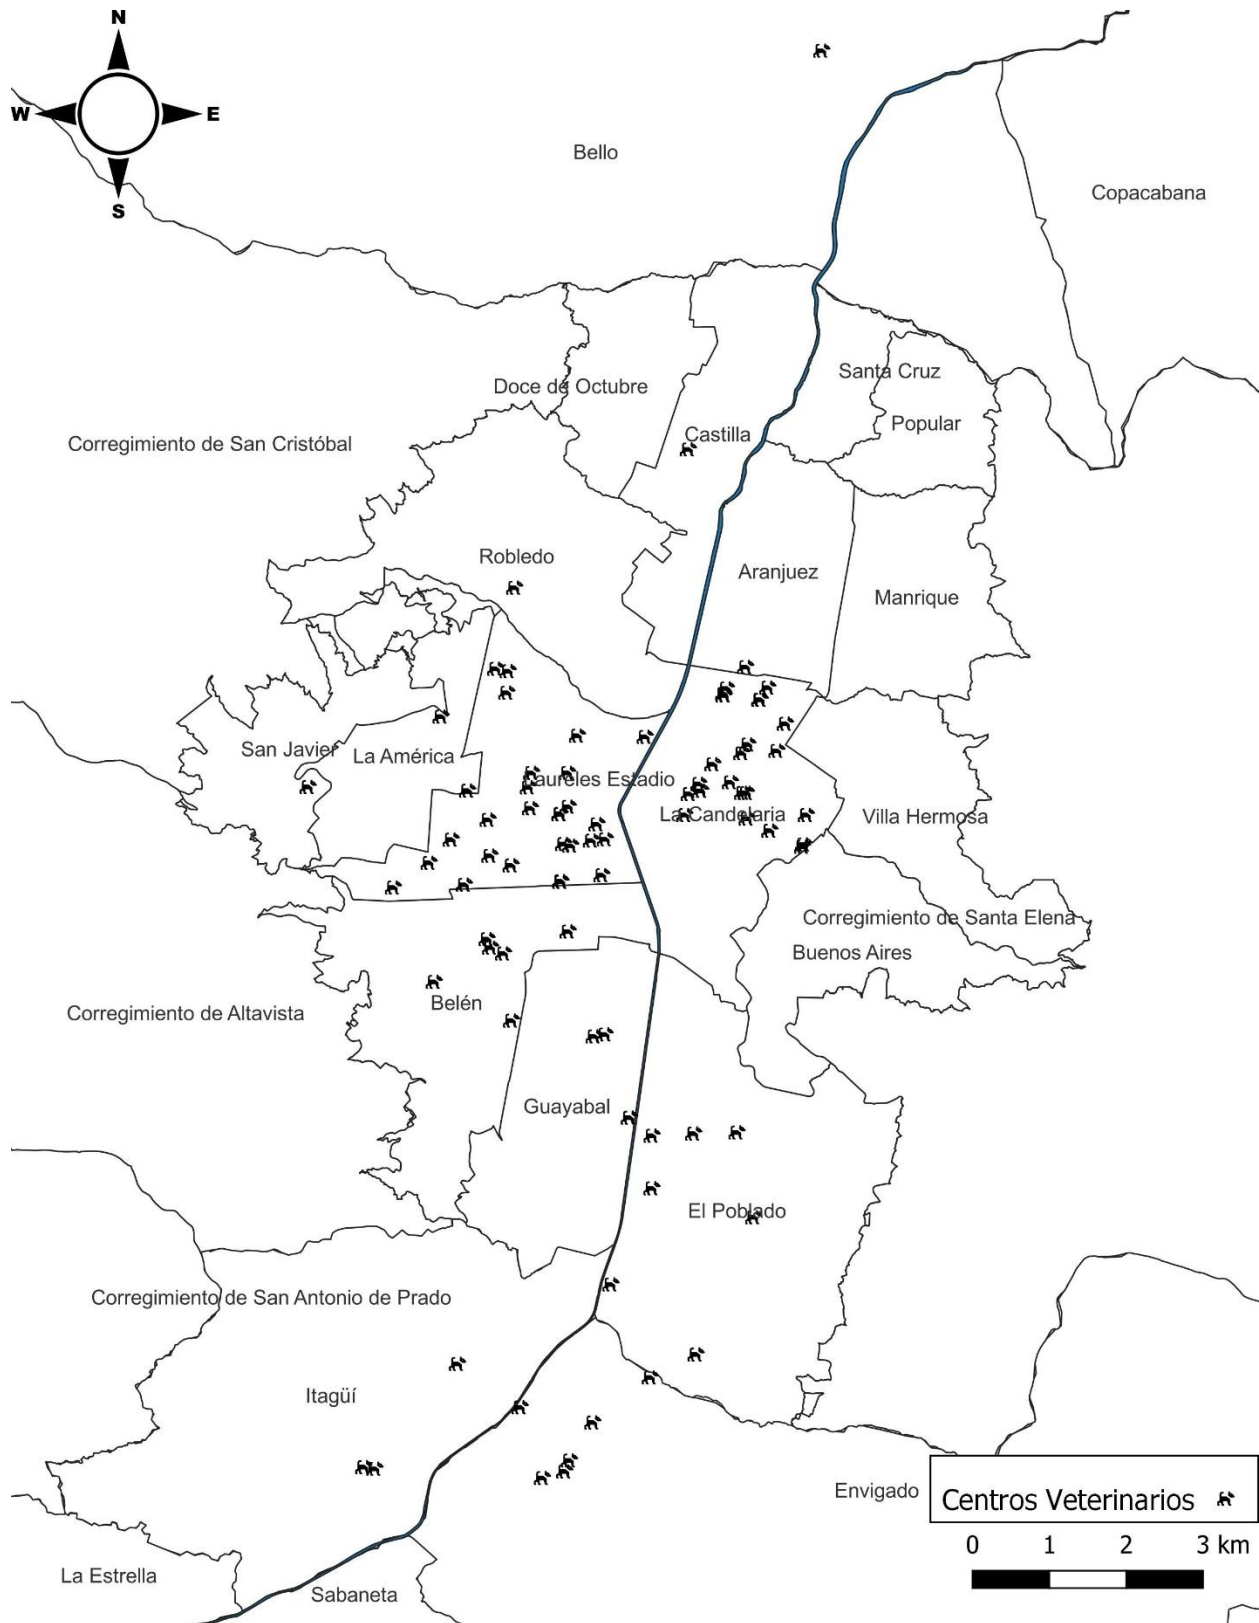 N
W
E
S
Bello
Copacabana
Santa Cruz
Doce de Octubre
Popular
Castilla
Corregimiento de San Cristóbal
Robledo
Aranjuez
Manrique
San Javier
La América
Laureles Estadio
La Candelaria
Villa Hermosa
Corregimiento de Santa Elena
Buenos Aires
Belén
Corregimiento de Altavista
Guayabal
El Poblado
Corregimiento de San Antonio de Prado
Itagüí
Envigado
Centros Veterinarios
0 1 2 3 km
La Estrella
Sabaneta